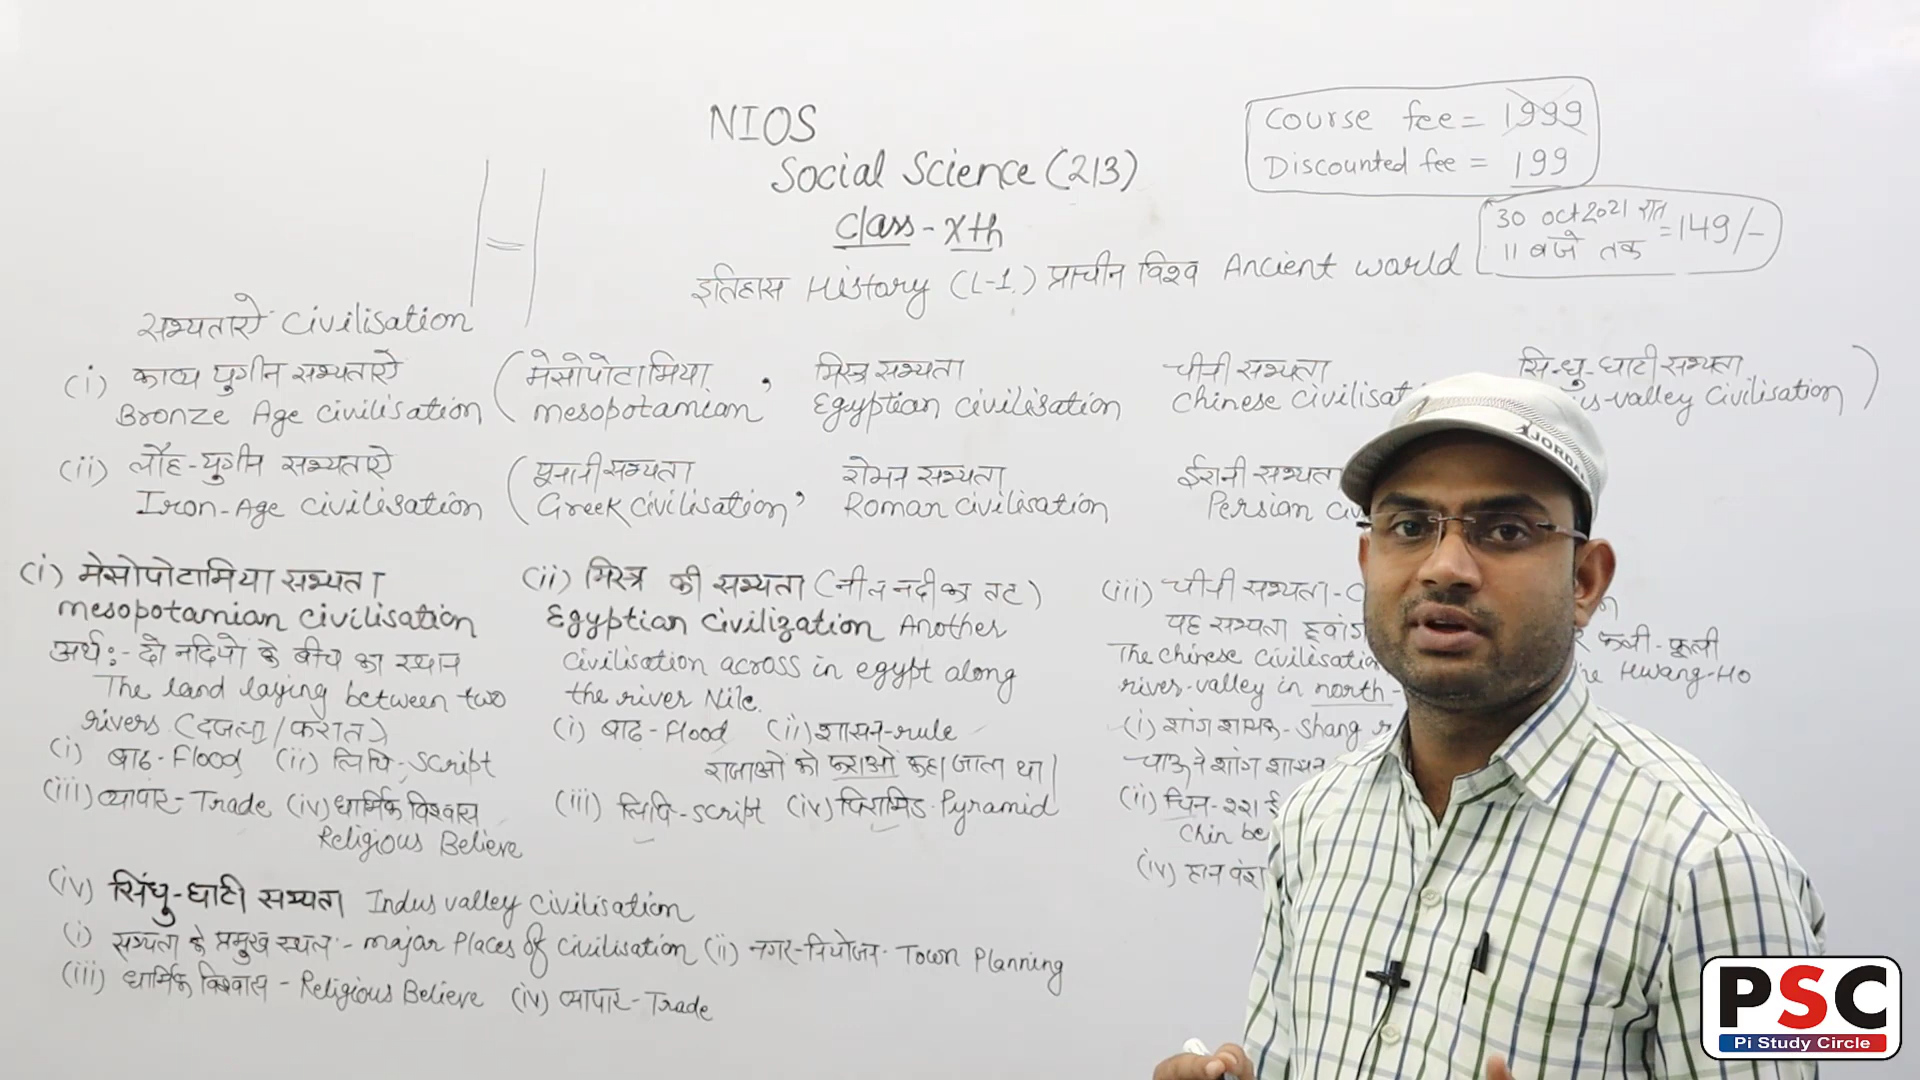 NIOS
Social Science (213)
Class - Xth
इतिहास History (L-1.) प्राचीन विश्व Ancient world
Course fee = 1999
Discounted fee = 199
30 Oct 2021 रात
11 बजे तक = 149/-
सभ्यताऐ Civilisation
(i) काव्य युगीन सभ्यताऐ
Bronze Age Civilisation
( मेसोपोटामिया, मिस्त्र सभ्यता चीनी सभ्यता सिन्धु-घाटी सभ्यता )
mesopotamian Egyptian Civilisation Chinese Civilisat is-valley Civilisation
(ii) लौह-युगीन सभ्यताऐ ( यूनानी सभ्यता रोमन सभ्यता ईरानी सभ्यता
Iron-Age Civilisation Greek Civilisation, Roman Civilisation Persian Civ
(i) मेसोपोटामिया सभ्यता
mesopotamian Civilisation
अर्थ:- दो नदियो के बीच का स्थान
The land laying between two
rivers (दजला/फरात)
(i) बाढ-Flood (ii) लिपि-Script
(iii) व्यापार-Trade (iv) धार्मिक विश्वास
Religious Believe
(ii) मिस्त्र की सभ्यता (नील नदी का तट)
Egyptian Civilization Another
Civilisation across in egypt along
the river Nile.
(i) बाढ-Flood (ii) शासन-rule
राजाओं को फराओं कहा जाता था।
(iii) लिपि-script (iv) पिरामिड-Pyramid
(iii) चीनी सभ्यता-C
यह सभ्यता ह्वांग फली-फूली
The Chinese Civilisation Hwang-Ho
river-valley in north-
(i) शांग शासक-Shang r
चाऊ ने शांग शासन
(ii) चिन-
Chin be
(iv) हान वंश
(iv) सिंधु-घाटी सभ्यता Indus valley Civilisation
(i) सभ्यता के प्रमुख स्थल:- major Places of Civilisation (ii) नगर-नियोजन- Town Planning
(iii) धार्मिक विश्वास - Religious Believe (iv) व्यापार-Trade
JORDA
PSC
Pi Study Circle